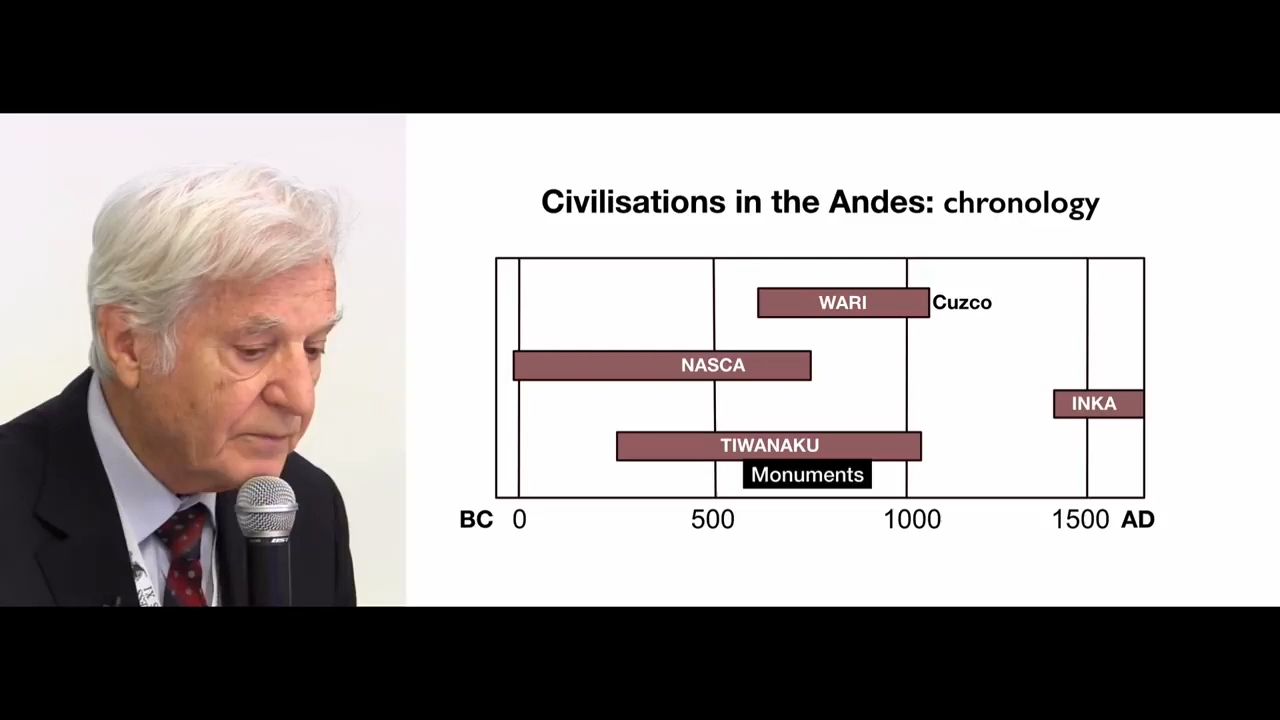 Civilisations in the Andes: chronology
WARI
Cuzco
NASCA
INKA
TIWANAKU
Monuments
BC 0 500 1000 1500 AD